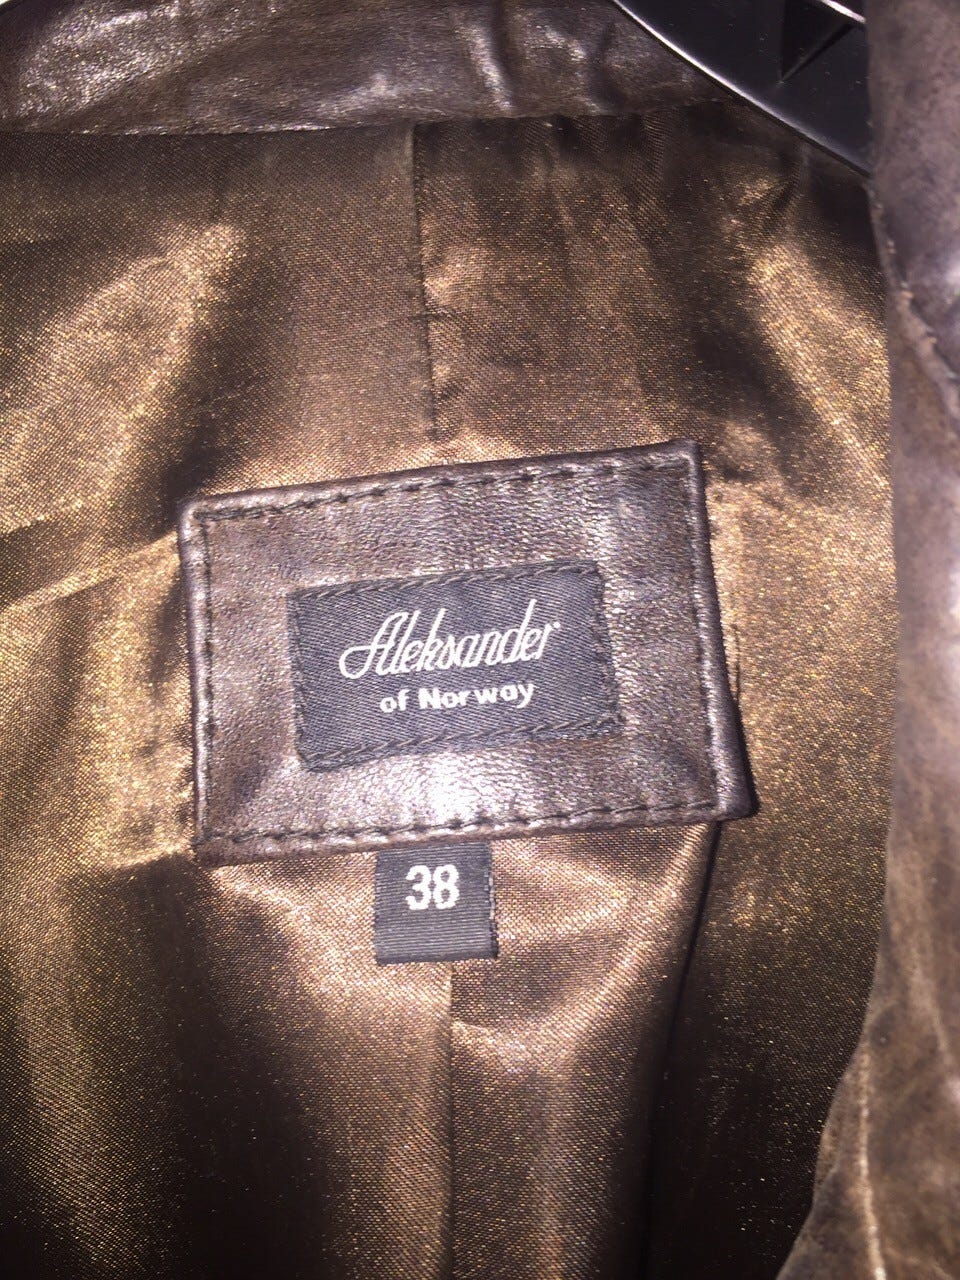 Aleksander
of Norway
38